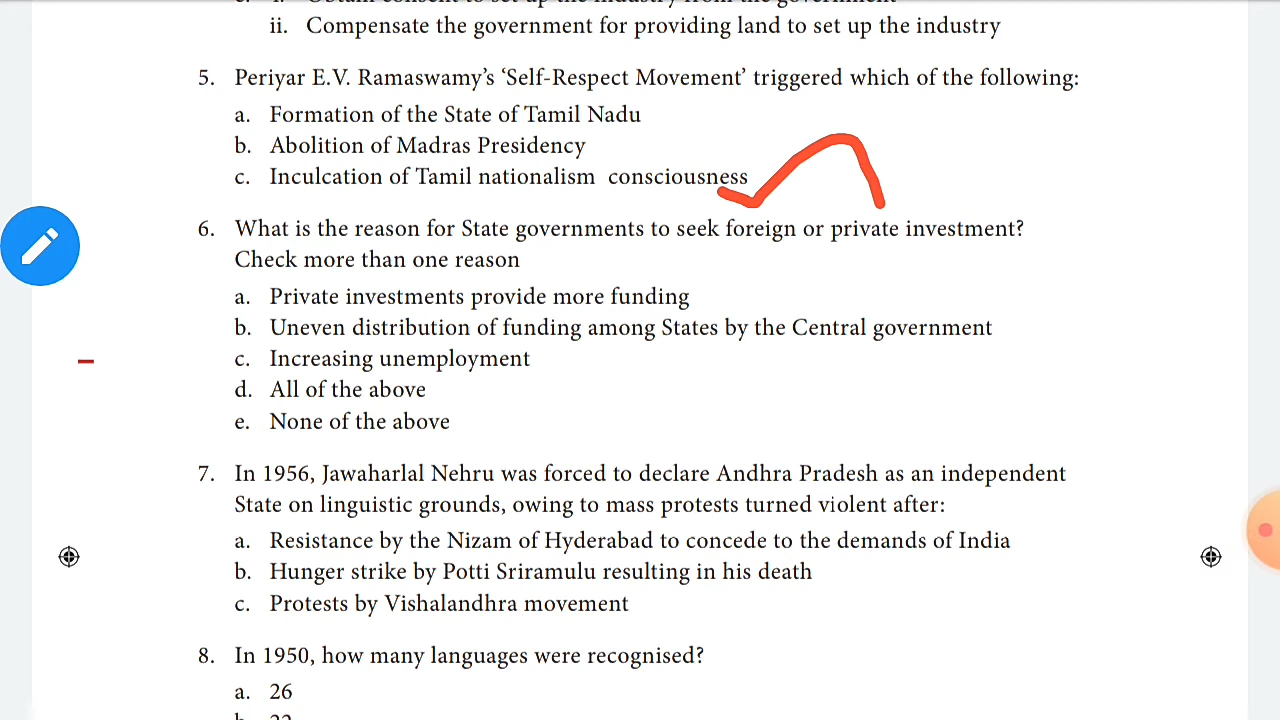 ii. Compensate the government for providing land to set up the industry
5. Periyar E.V. Ramaswamy's 'Self-Respect Movement' triggered which of the following:
a. Formation of the State of Tamil Nadu
b. Abolition of Madras Presidency
c. Inculcation of Tamil nationalism consciousness
6. What is the reason for State governments to seek foreign or private investment?
Check more than one reason
a. Private investments provide more funding
b. Uneven distribution of funding among States by the Central government
c. Increasing unemployment
d. All of the above
e. None of the above
7. In 1956, Jawaharlal Nehru was forced to declare Andhra Pradesh as an independent
State on linguistic grounds, owing to mass protests turned violent after:
a. Resistance by the Nizam of Hyderabad to concede to the demands of India
b. Hunger strike by Potti Sriramulu resulting in his death
c. Protests by Vishalandhra movement
8. In 1950, how many languages were recognised?
a. 26